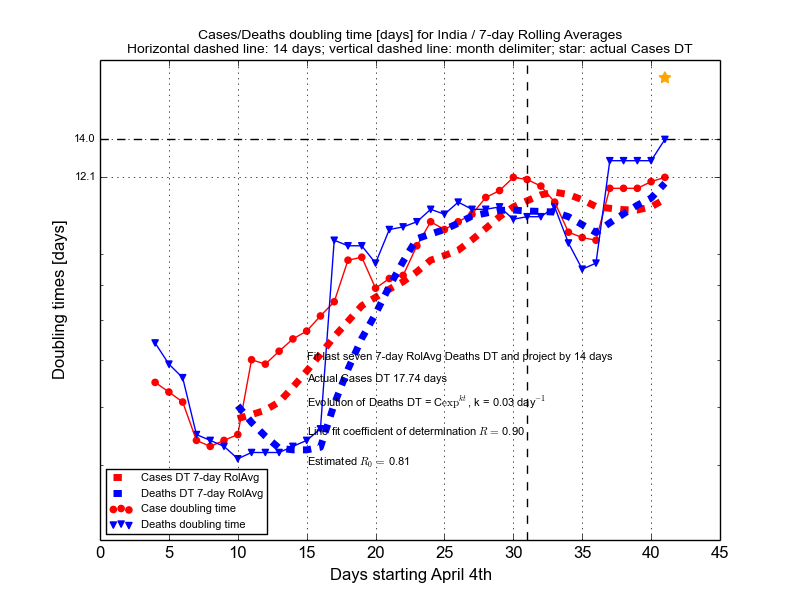 Cases/Deaths doubling time [days] for India / 7-day Rolling Averages
Horizontal dashed line: 14 days; vertical dashed line: month delimiter; star: actual Cases DT
14.0
12.1
Doubling times [days]
Fit last seven 7-day RolAvg Deaths DT and project by 14 days
Actual Cases DT 17.74 days
Evolution of Deaths DT = Cexp^{kt}, k = 0.03 day^{-1}
Line fit coefficient of determination R = 0.90
Estimated R_0 = 0.81
Cases DT 7-day RolAvg
Deaths DT 7-day RolAvg
Case doubling time
Deaths doubling time
0 5 10 15 20 25 30 35 40 45
Days starting April 4th